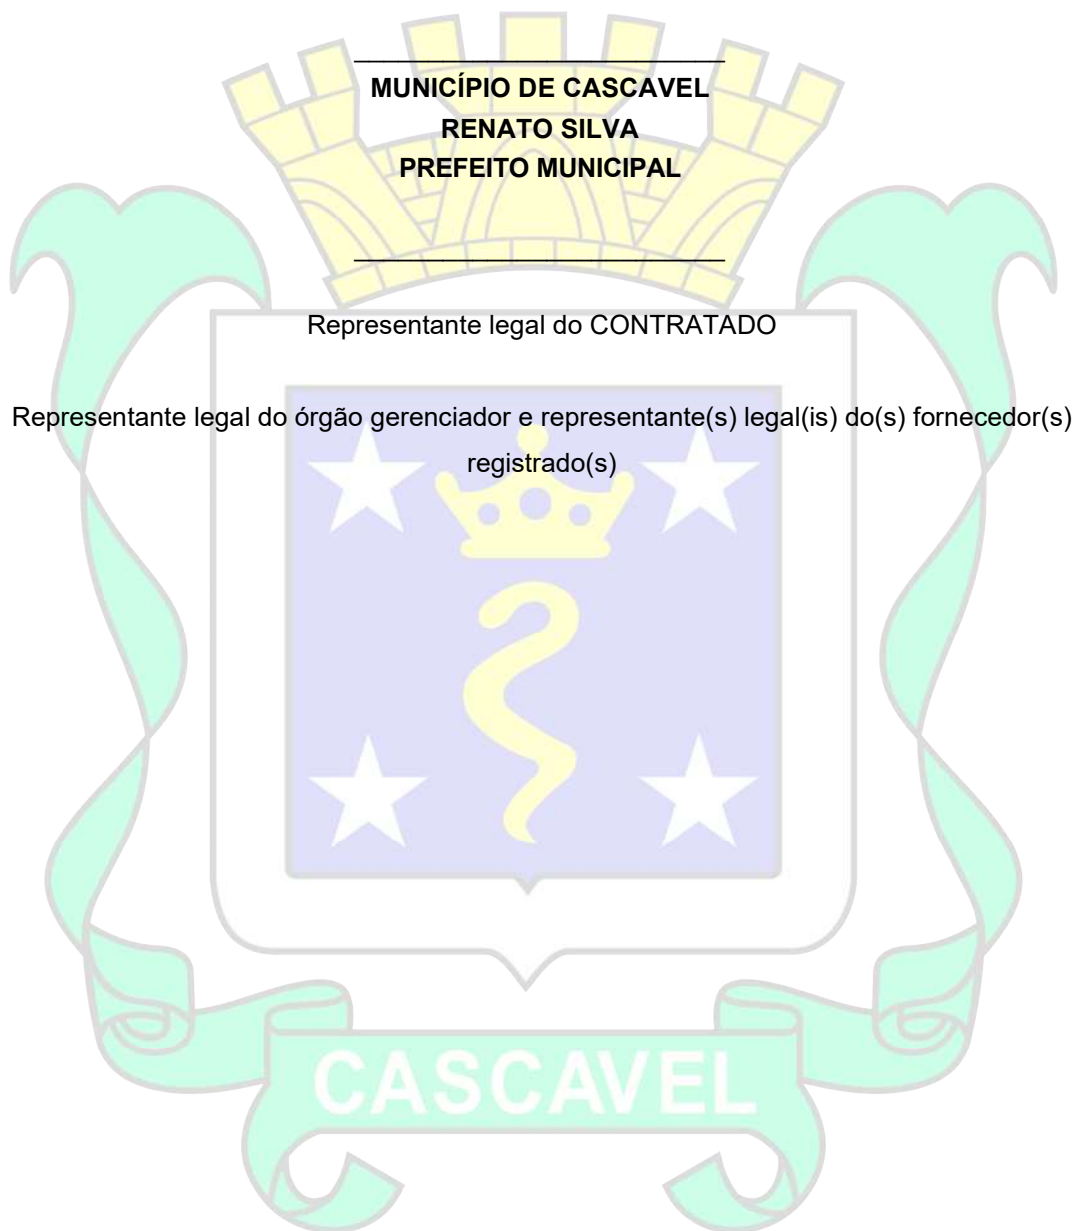 MUNICÍPIO DE CASCAVEL
RENATO SILVA
PREFEITO MUNICIPAL
Representante legal do CONTRATADO
Representante legal do órgão gerenciador e representante(s) legal(is) do(s) fornecedor(s)
registrado(s)
CASCAVEL